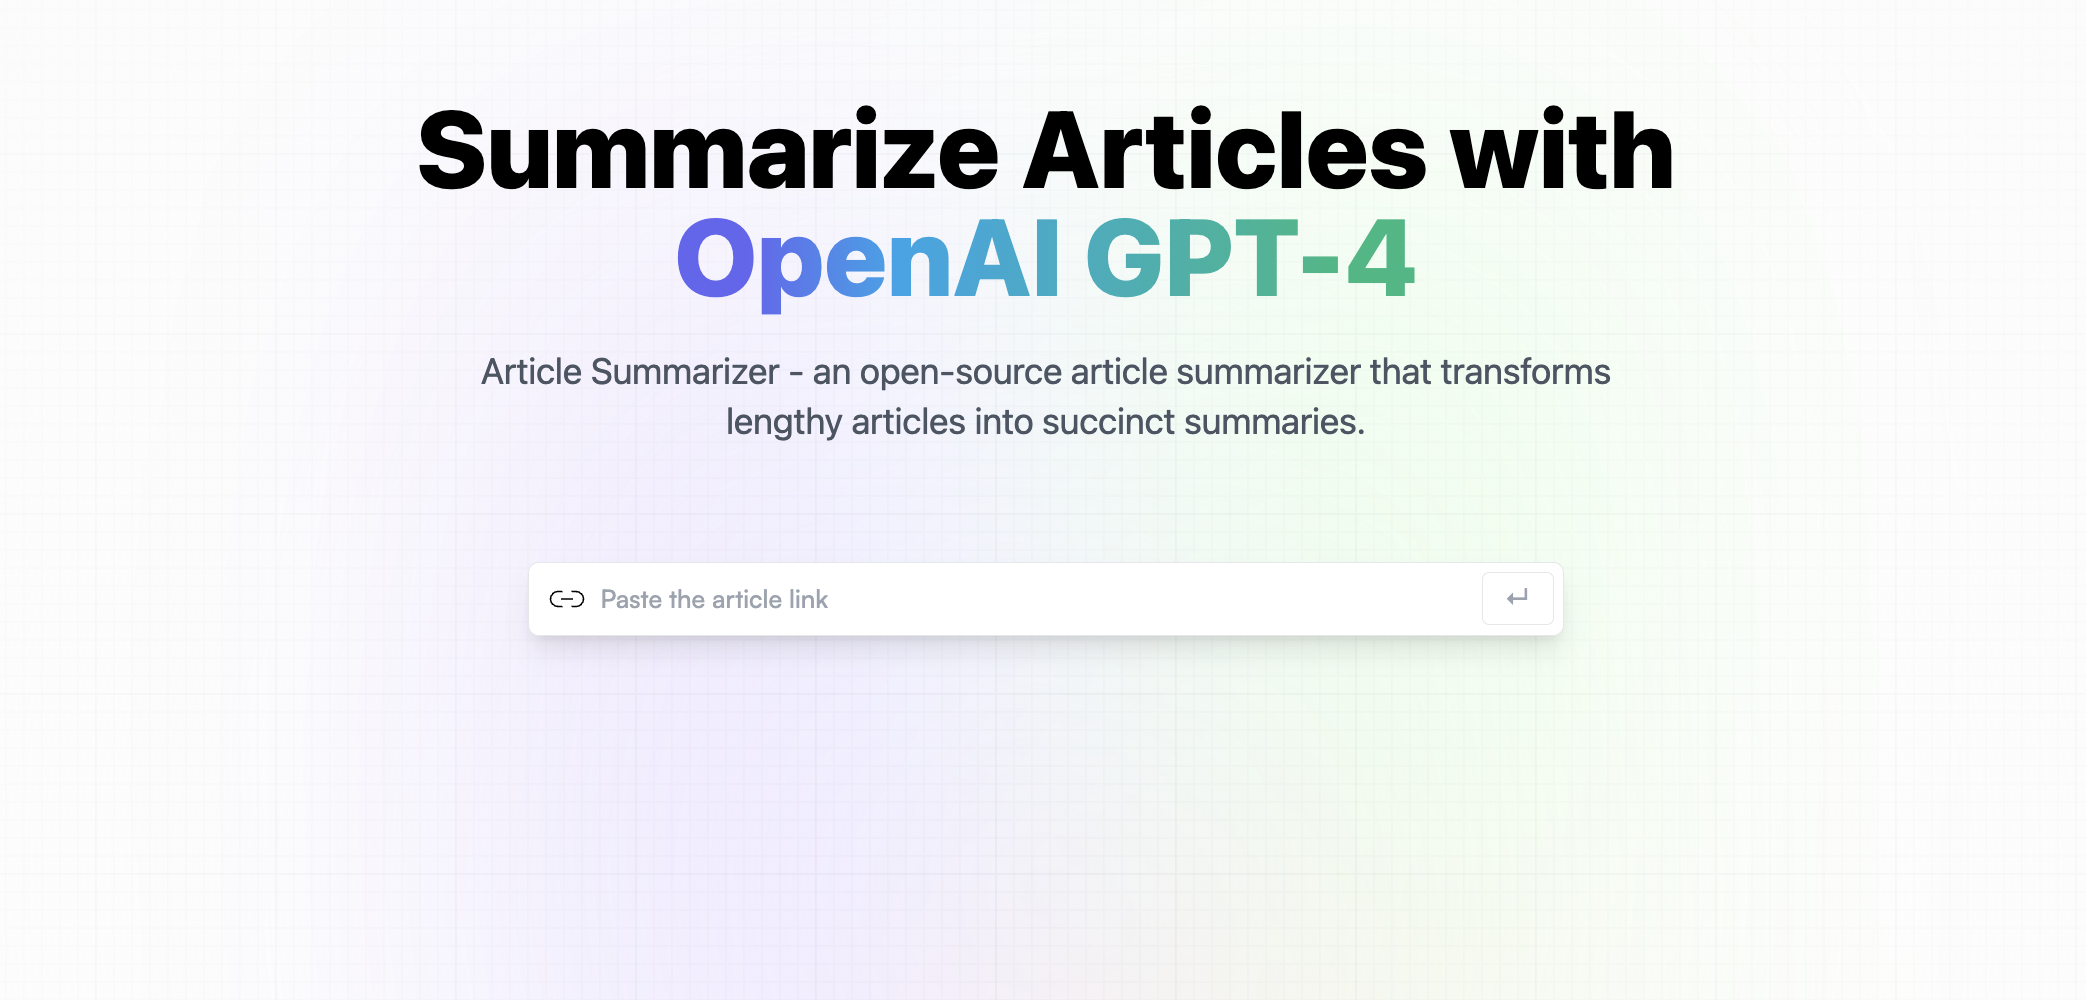 Summarize Articles with
OpenAI GPT-4
Article Summarizer - an open-source article summarizer that transforms
lengthy articles into succinct summaries.
Paste the article link